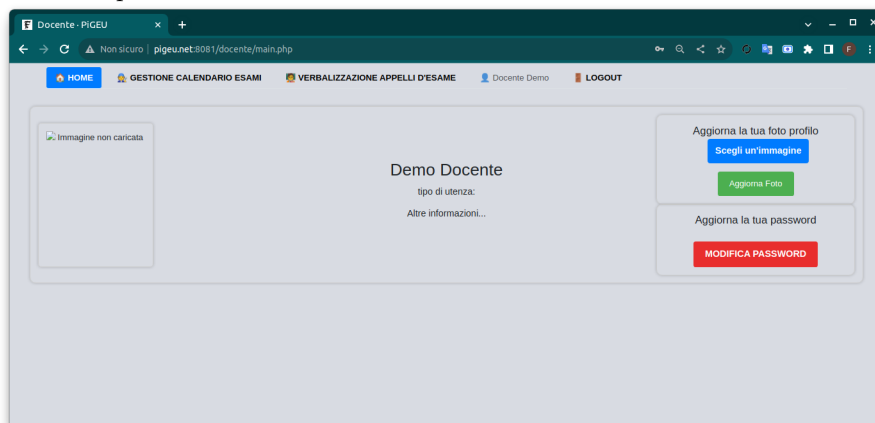 Docente · PiGEU
Non sicuro | pigeu.net:8081/docente/main.php
HOME GESTIONE CALENDARIO ESAMI VERBALIZZAZIONE APPELLI D'ESAME Docente Demo LOGOUT
Immagine non caricata
Demo Docente
tipo di utenza:
Altre informazioni...
Aggiorna la tua foto profilo
Scegli un'immagine
Aggiorna Foto
Aggiorna la tua password
MODIFICA PASSWORD